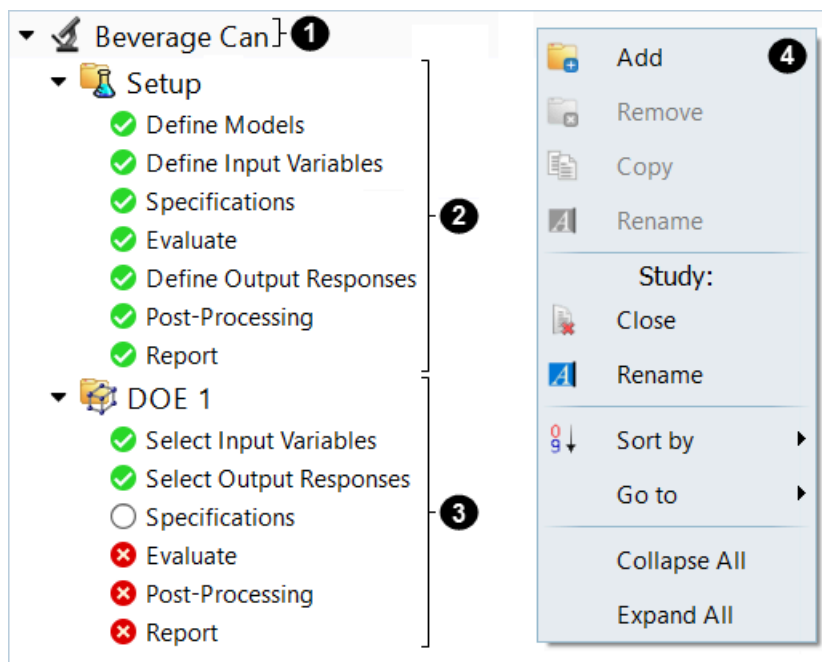 Beverage Can 1
Setup
Define Models
Define Input Variables
Specifications
Evaluate
Define Output Responses
Post-Processing
Report
2
DOE 1
Select Input Variables
Select Output Responses
Specifications
Evaluate
Post-Processing
Report
3
Add 4
Remove
Copy
Rename
Study:
Close
Rename
Sort by
Go to
Collapse All
Expand All